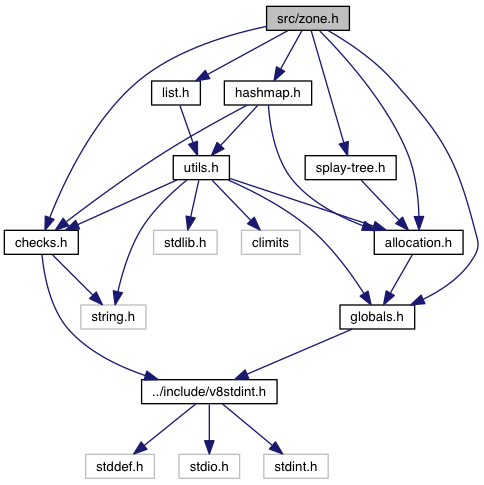 src/zone.h
list.h
hashmap.h
utils.h
splay-tree.h
checks.h
stdlib.h
climits
allocation.h
string.h
globals.h
../include/v8stdint.h
stddef.h
stdio.h
stdint.h